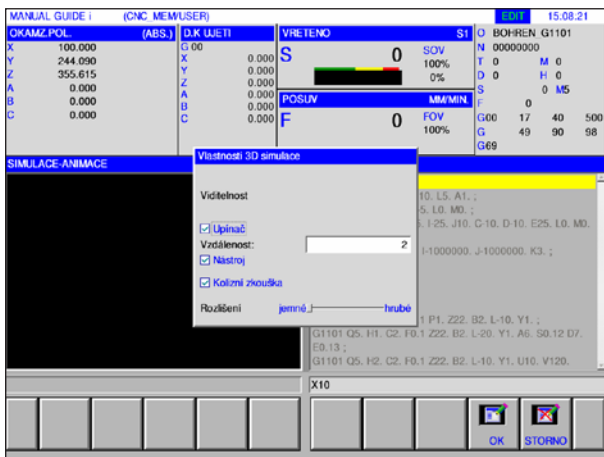 MANUAL GUIDE i (CNC_MEM/USER) EDIT 15:08:21
OKAMZ.POL. (ABS.) D.K UJETI VRETENO S1 O BOHREN G1101
X 100.000 G 00 N 00000000
Y 244.090 X 0.000 S 0 SOV 100% T 0 M 0
Z 355.615 Y 0.000 0% D 0 H 0
A 0.000 Z 0.000 S 0 M5
B 0.000 A 0.000 POSUV MM/MIN. F 0
C 0.000 B 0.000 F 0 FOV 100% G00 17 40 500
C 0.000 G 49 90 98
G69
SIMULACE-ANIMACE
Vlastnosti 3D simulace
Viditelnost
Upínač
Vzdálenost: 2
Nástroj
Kolizní zkouška
Rozlišení jemné hrubé
10. L5. A1. ;
5. L0. M0. ;
I-25. J10. C-10. D-10. E25. L0. M0.
I-1000000. J-1000000. K3. ;
1 P1. Z22. B2. L-10. Y1. ;
G1101 Q5. H1. C2. F0.1 Z22. B2. L-20. Y1. A6. S0.12 D7.
E0.13 ;
G1101 Q5. H2. C2. F0.1 Z22. B2. L-10. Y1. U10. V120.
X10
OK STORNO